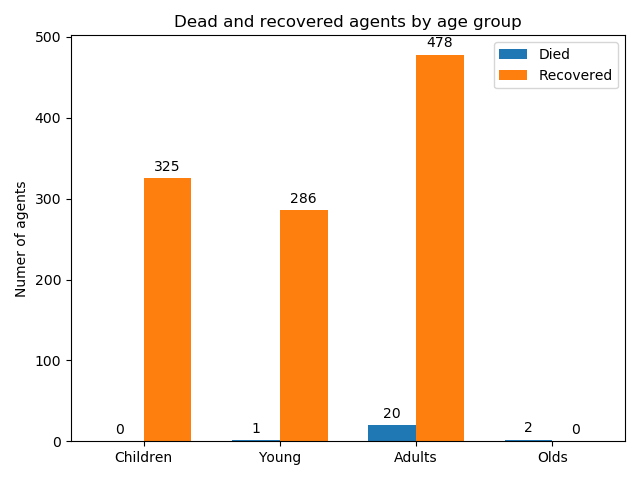 Dead and recovered agents by age group
Died
Recovered
Numer of agents
500
400
300
200
100
0
0
325
1
286
20
478
2
0
Children
Young
Adults
Olds